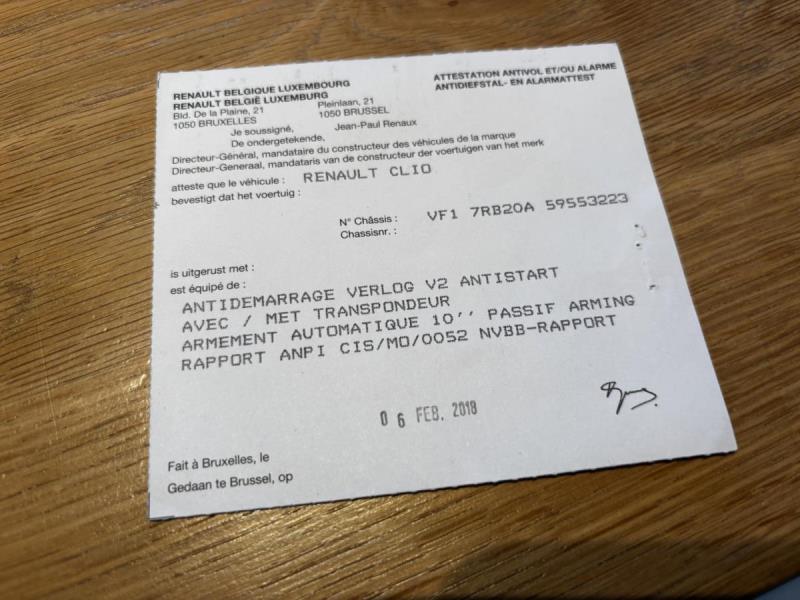 RENAULT BELGIQUE LUXEMBOURG
RENAULT BELGIË LUXEMBURG
Bld. De la Plaine, 21 Pleinlaan, 21
1050 BRUXELLES 1050 BRUSSEL
ATTESTATION ANTIVOL ET/OU ALARME
ANTIDIEFSTAL- EN ALARMATTEST
Je soussigné, Jean-Paul Renaux
De ondergetekende,
Directeur-Général, mandataire du constructeur des véhicules de la marque
Directeur-Generaal, mandataris van de constructeur der voertuigen van het merk
atteste que le véhicule : RENAULT CLIO
bevestigt dat het voertuig :
N° Châssis : VF1 7RB20A 59553223
Chassisnr. :
is uitgerust met :
est équipé de :
ANTIDEMARRAGE VERLOG V2 ANTISTART
AVEC / MET TRANSPONDEUR
ARMEMENT AUTOMATIQUE 10'' PASSIF ARMING
RAPPORT ANPI CIS/MO/0052 NVBB-RAPPORT
06 FEB. 2018
Fait à Bruxelles, le
Gedaan te Brussel, op